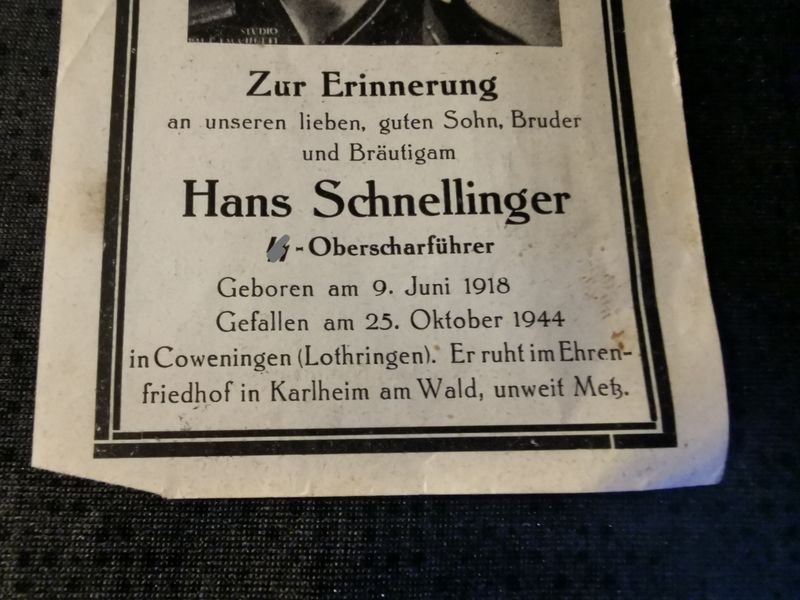 STUDIO
Zur Erinnerung
an unseren lieben, guten Sohn, Bruder
und Bräutigam
Hans Schnellinger
-Oberscharführer
Geboren am 9. Juni 1918
Gefallen am 25. Oktober 1944
in Coweningen (Lothringen). Er ruht im Ehren-
friedhof in Karlheim am Wald, unweit Metz.